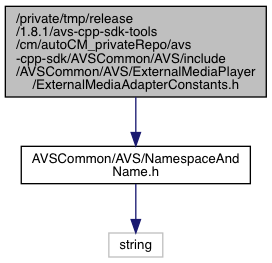 /private/tmp/release
/1.8.1/avs-cpp-sdk-tools
/cm/autoCM_privateRepo/avs
-cpp-sdk/AVSCommon/AVS/include
/AVSCommon/AVS/ExternalMediaPlayer
/ExternalMediaAdapterConstants.h
AVSCommon/AVS/NamespaceAnd
Name.h
string